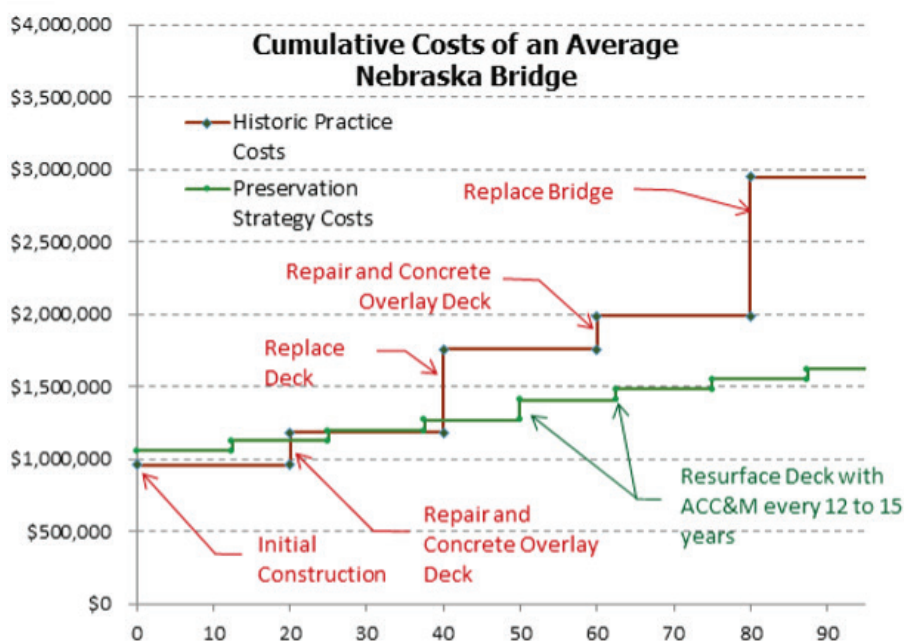 Cumulative Costs of an Average
Nebraska Bridge
$4,000,000
$3,500,000
$3,000,000
$2,500,000
$2,000,000
$1,500,000
$1,000,000
$500,000
$0
Historic Practice
Costs
Preservation
Strategy Costs
Replace Bridge
Repair and Concrete
Overlay Deck
Replace
Deck
Initial
Construction
Repair and
Concrete Overlay
Deck
Resurface Deck with
ACC&M every 12 to 15
years
0 10 20 30 40 50 60 70 80 90